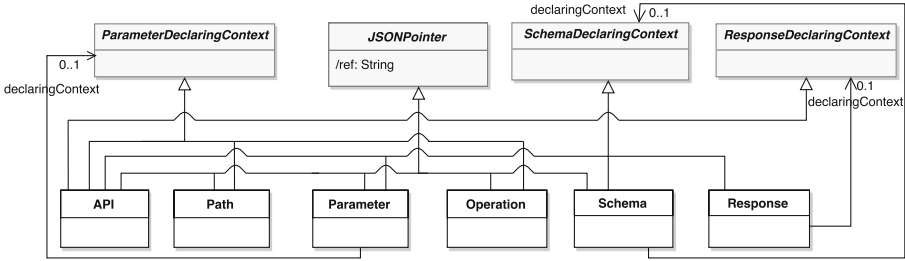 declaringContext
0..1
ParameterDeclaringContext
JSONPointer
SchemaDeclaringContext
ResponseDeclaringContext
/ref: String
0..1
declaringContext
0.1
declaringContext
API
Path
Parameter
Operation
Schema
Response